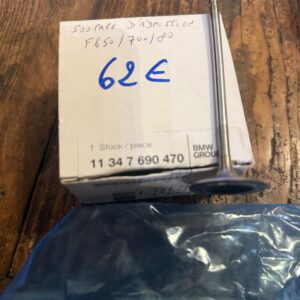 SOUPAPE D'ADMISSION
F650/700/800
62€
1 Stück / piece
11 34 7 690 470
BMW
GROUP